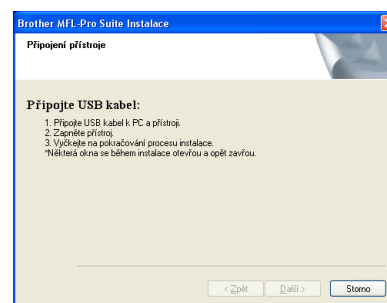 Brother MFL-Pro Suite Instalace
Připojení přístroje
Připojte USB kabel:
1. Připojte USB kabel k PC a přístroji.
2. Zapněte přístroj.
3. Vyčkejte na pokračování procesu instalace.
*Některá okna se během instalace otevřou a opět zavřou.
< Zpět
Další >
Storno